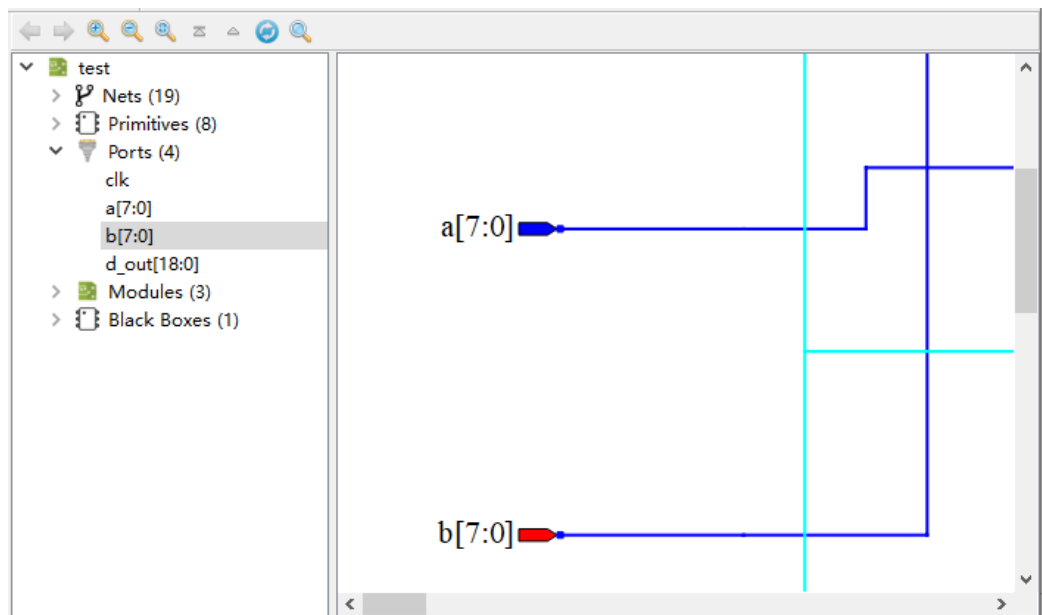 test
Nets (19)
Primitives (8)
Ports (4)
clk
a[7:0]
b[7:0]
d_out[18:0]
Modules (3)
Black Boxes (1)
a[7:0]
b[7:0]